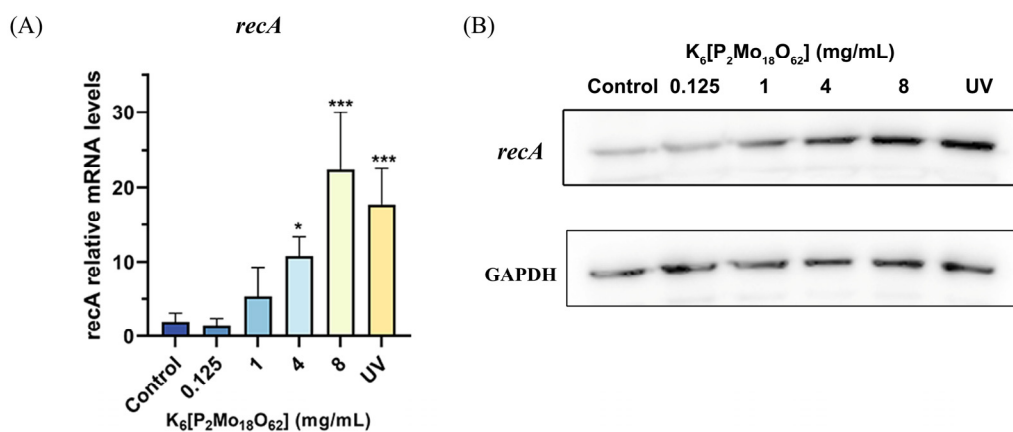 (A)
recA
recA relative mRNA levels
30
20
10
0
***
***
*
Control
0.125
1
4
8
UV
K₆[P₂Mo₁₈O₆₂] (mg/mL)
(B)
K₆[P₂Mo₁₈O₆₂] (mg/mL)
Control 0.125 1 4 8 UV
recA
GAPDH